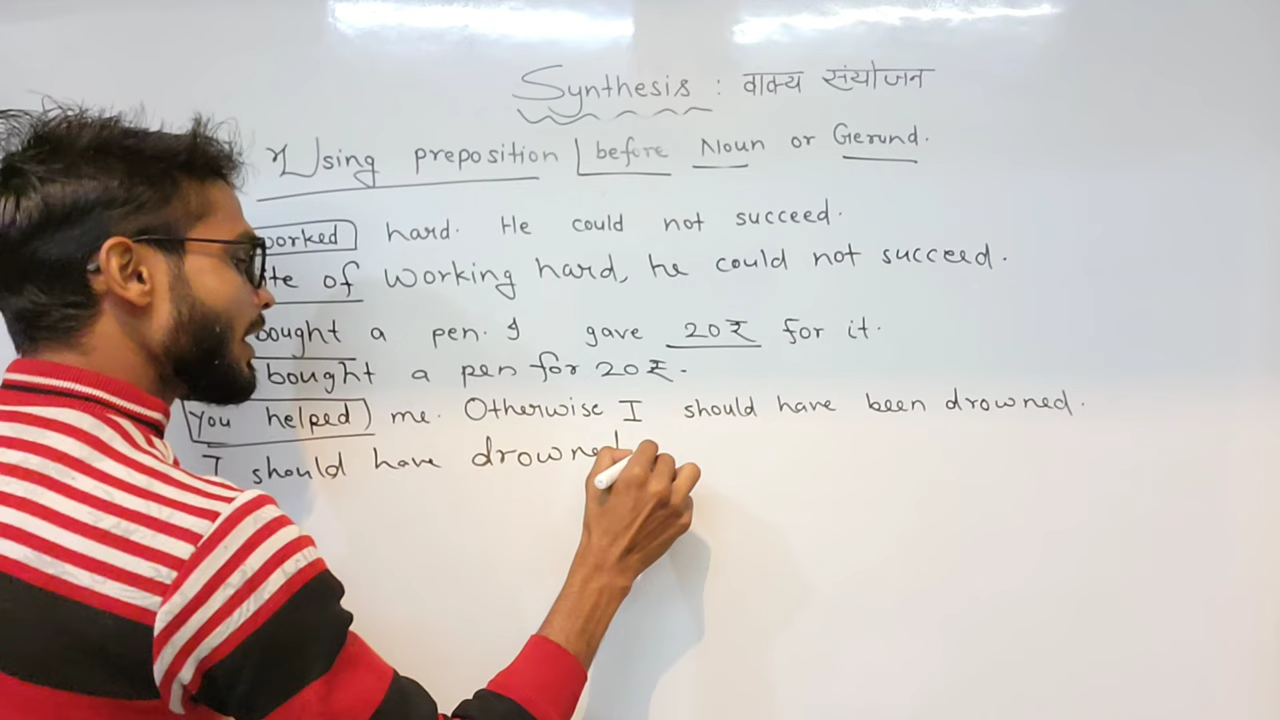 Synthesis : वाक्य संयोजन
Using preposition before Noun or Gerund.
worked hard. He could not succeed.
of working hard, he could not succeed.
bought a pen. I gave 20₹ for it.
bought a pen for 20₹.
You helped me. Otherwise I should have been drowned.
I should have drowned